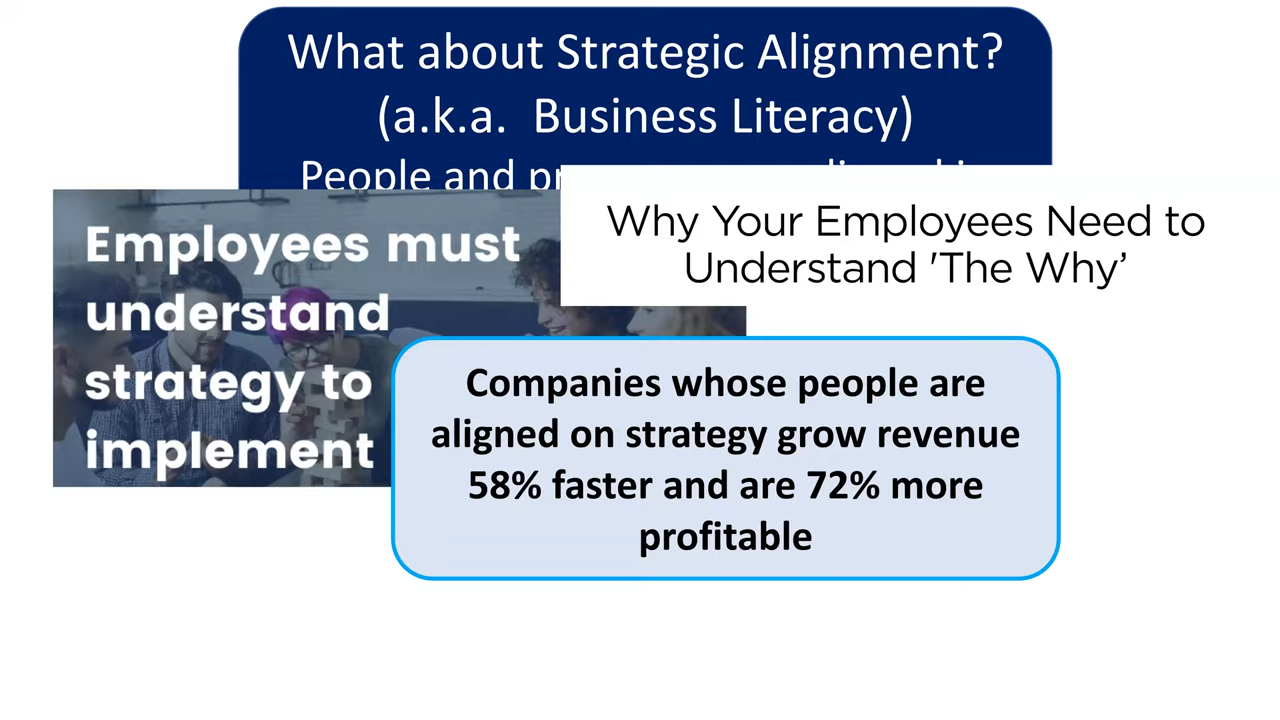 What about Strategic Alignment?
(a.k.a. Business Literacy)
People and
Why Your Employees Need to
Understand 'The Why’
Employees must
understand
strategy to
implement
Companies whose people are
aligned on strategy grow revenue
58% faster and are 72% more
profitable